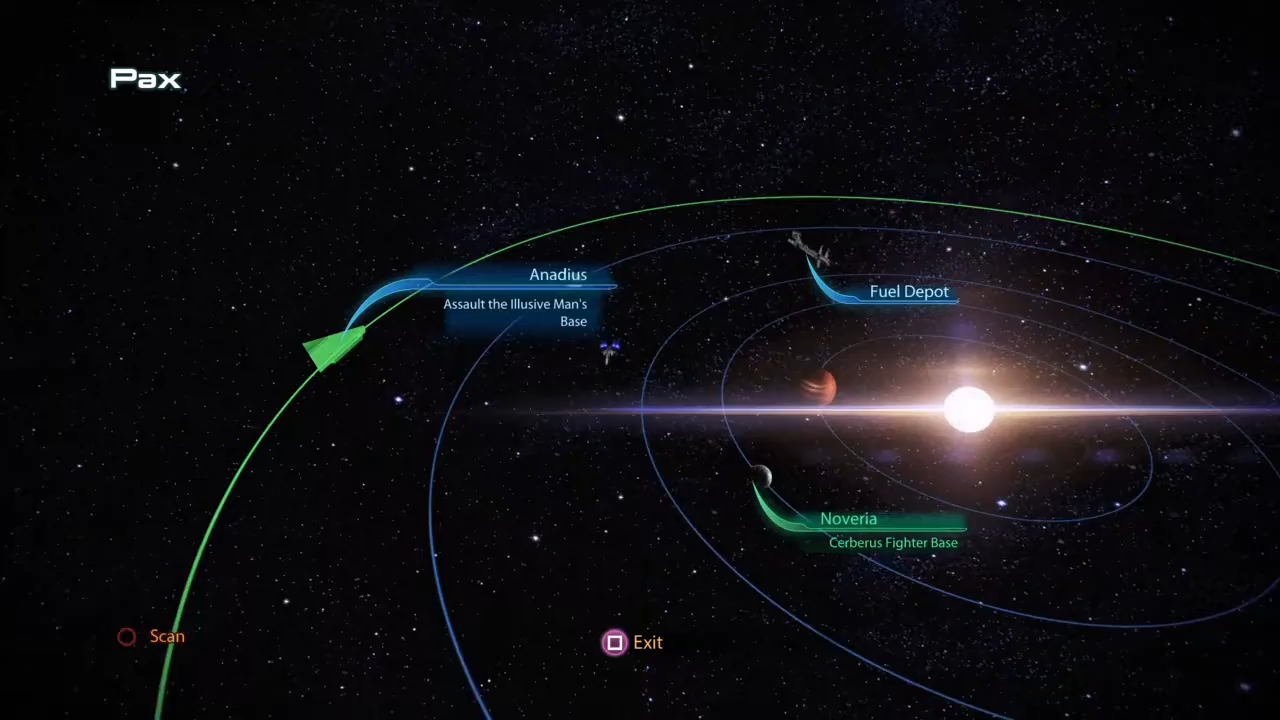 Pax
Anadius
Assault the Illusive Man's
Base
Fuel Depot
Noveria
Cerberus Fighter Base
Scan
Exit